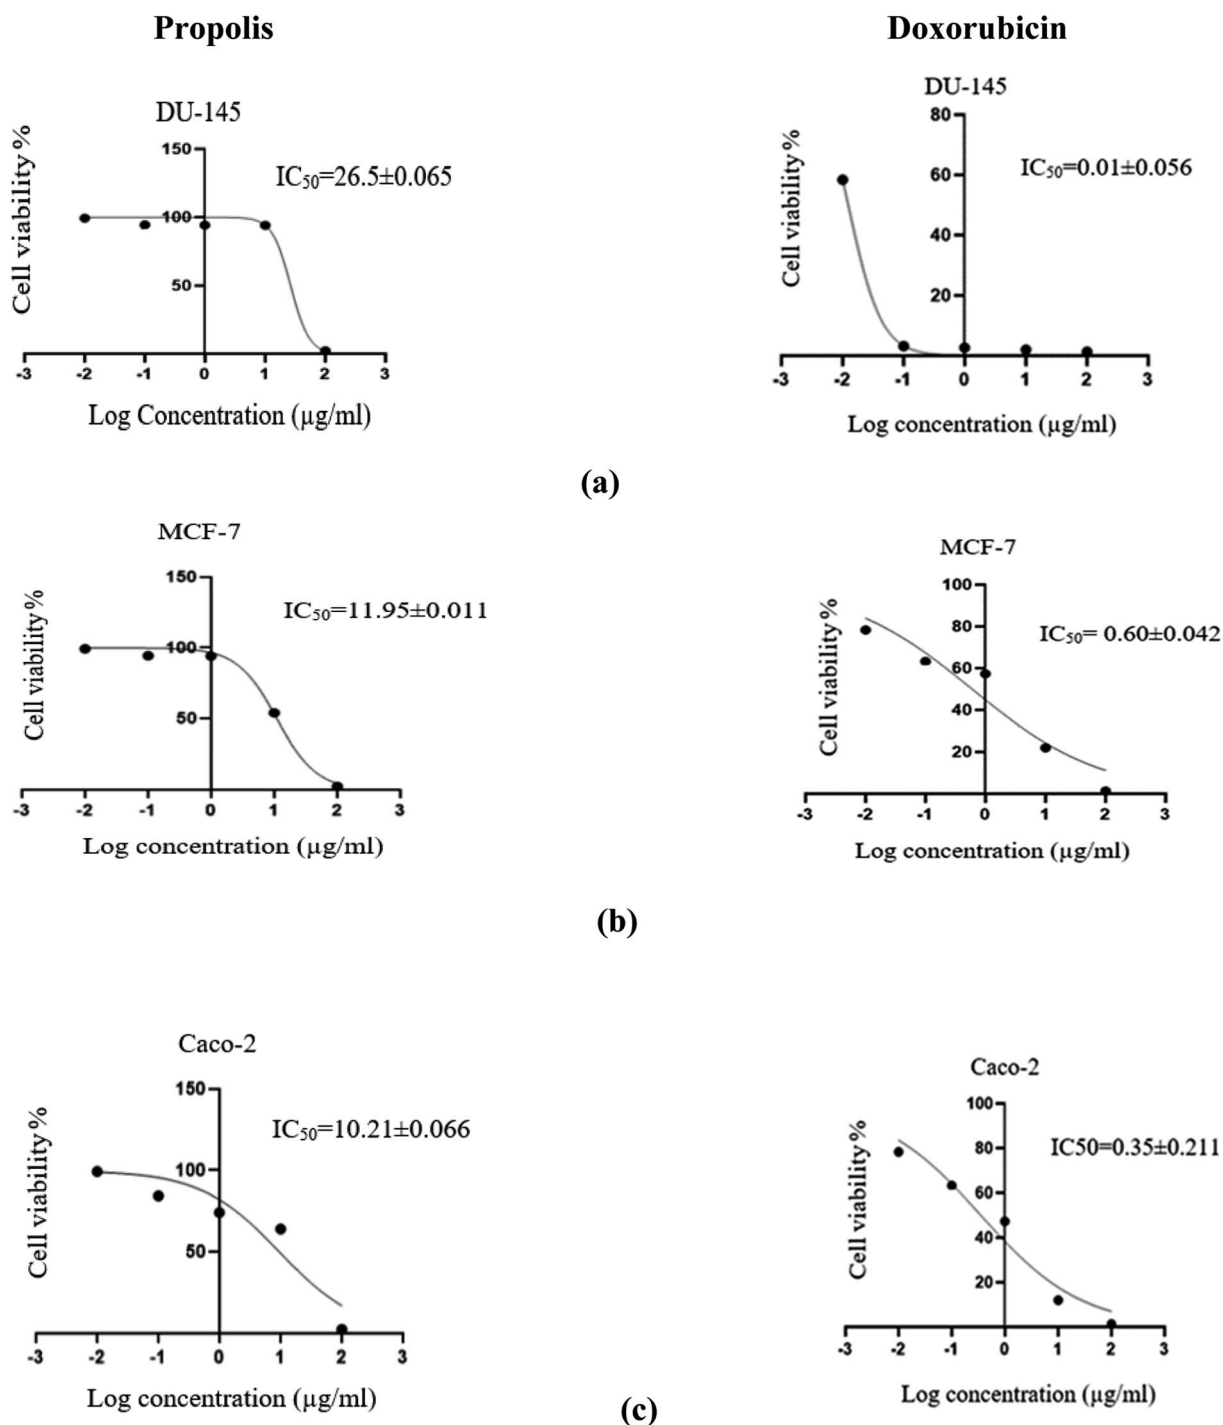 Propolis
Doxorubicin
DU-145
Cell viability%
150
100
50
IC50=26.5±0.065
-3 -2 -1 0 1 2 3
Log Concentration (µg/ml)
DU-145
Cell viability%
80
60
40
20
IC50=0.01±0.056
-3 -2 -1 0 1 2 3
Log concentration (µg/ml)
(a)
MCF-7
Cell viability%
150
100
50
IC50=11.95±0.011
-3 -2 -1 0 1 2 3
Log concentration (µg/ml)
MCF-7
Cell viability%
100
80
60
40
20
IC50= 0.60±0.042
-3 -2 -1 0 1 2 3
Log concentration (µg/ml)
(b)
Caco-2
Cell viability%
150
100
50
IC50=10.21±0.066
-3 -2 -1 0 1 2 3
Log concentration (µg/ml)
Caco-2
Cell viability%
100
80
60
40
20
IC50=0.35±0.211
-3 -2 -1 0 1 2 3
Log concentration (µg/ml)
(c)